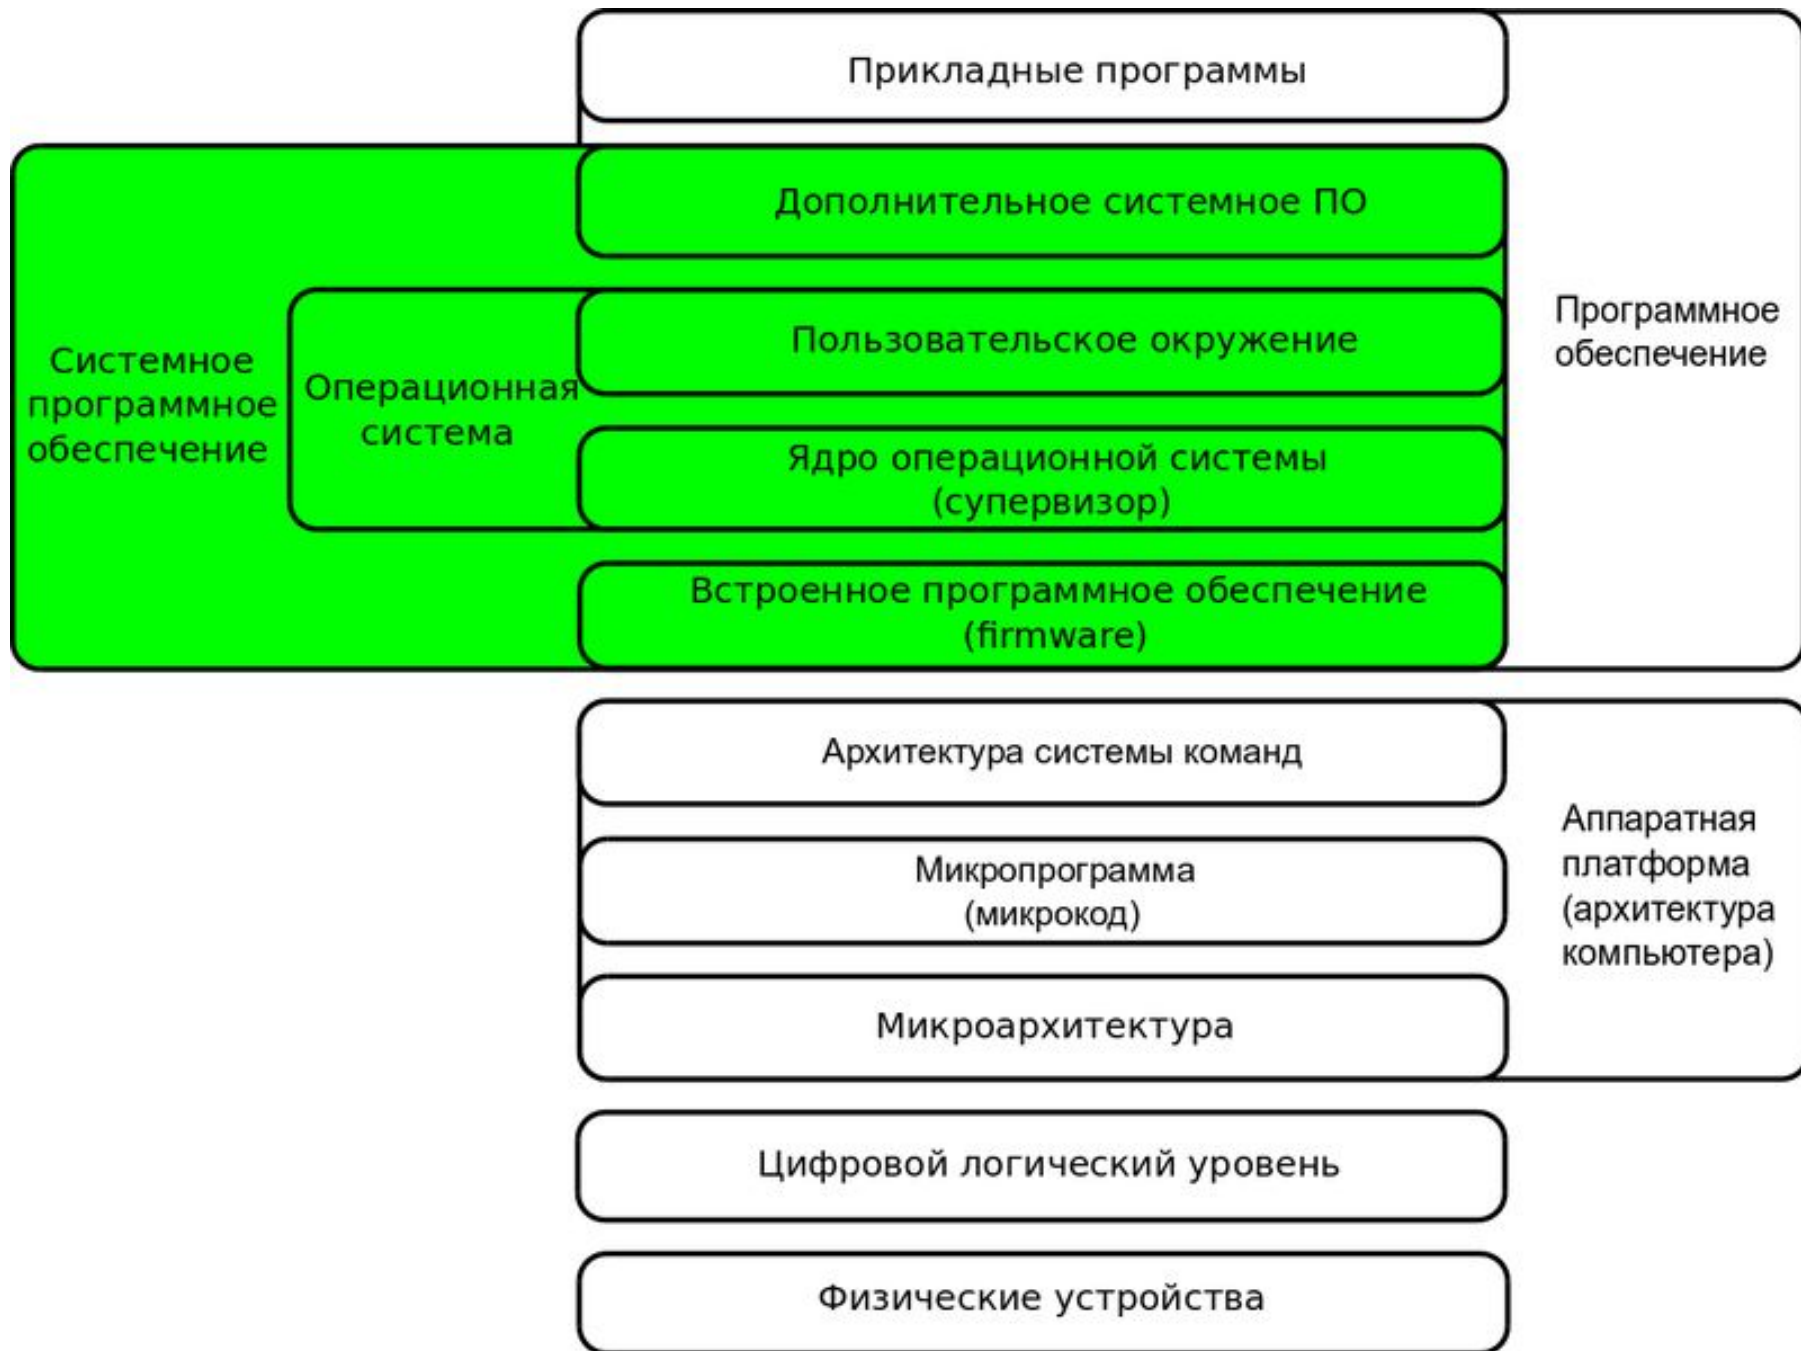 Прикладные программы
Дополнительное системное ПО
Пользовательское окружение
Программное
обеспечение
Системное
программное
обеспечение
Операционная
система
Ядро операционной системы
(супервизор)
Встроенное программное обеспечение
(firmware)
Архитектура системы команд
Микропрограмма
(микрокод)
Аппаратная
платформа
(архитектура
компьютера)
Микроархитектура
Цифровой логический уровень
Физические устройства